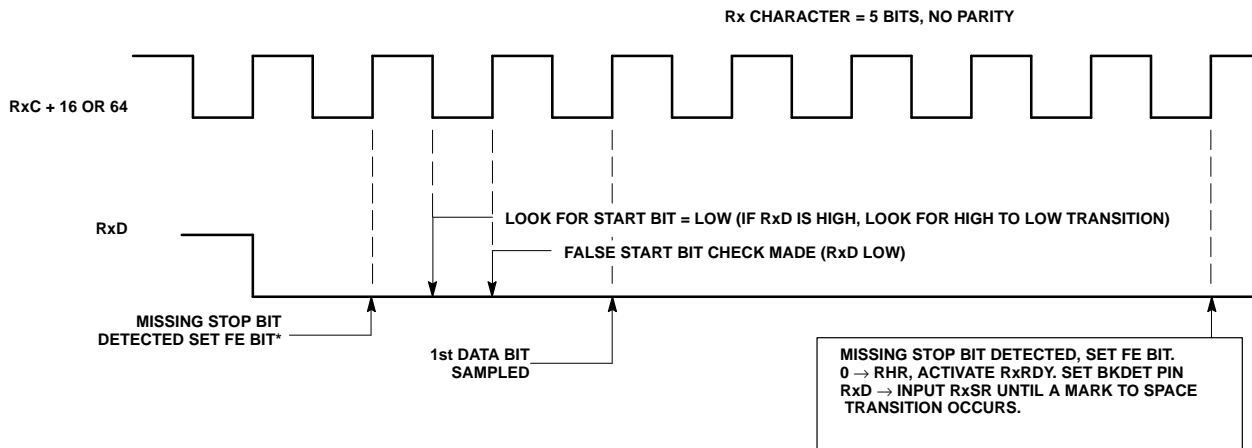 Rx CHARACTER = 5 BITS, NO PARITY
RxC + 16 OR 64
RxD
LOOK FOR START BIT = LOW (IF RxD IS HIGH, LOOK FOR HIGH TO LOW TRANSITION)
FALSE START BIT CHECK MADE (RxD LOW)
MISSING STOP BIT
DETECTED SET FE BIT*
1st DATA BIT
SAMPLED
MISSING STOP BIT DETECTED, SET FE BIT.
0 → RHR, ACTIVATE RxRDY. SET BKDET PIN
RxD → INPUT RxSR UNTIL A MARK TO SPACE
TRANSITION OCCURS.